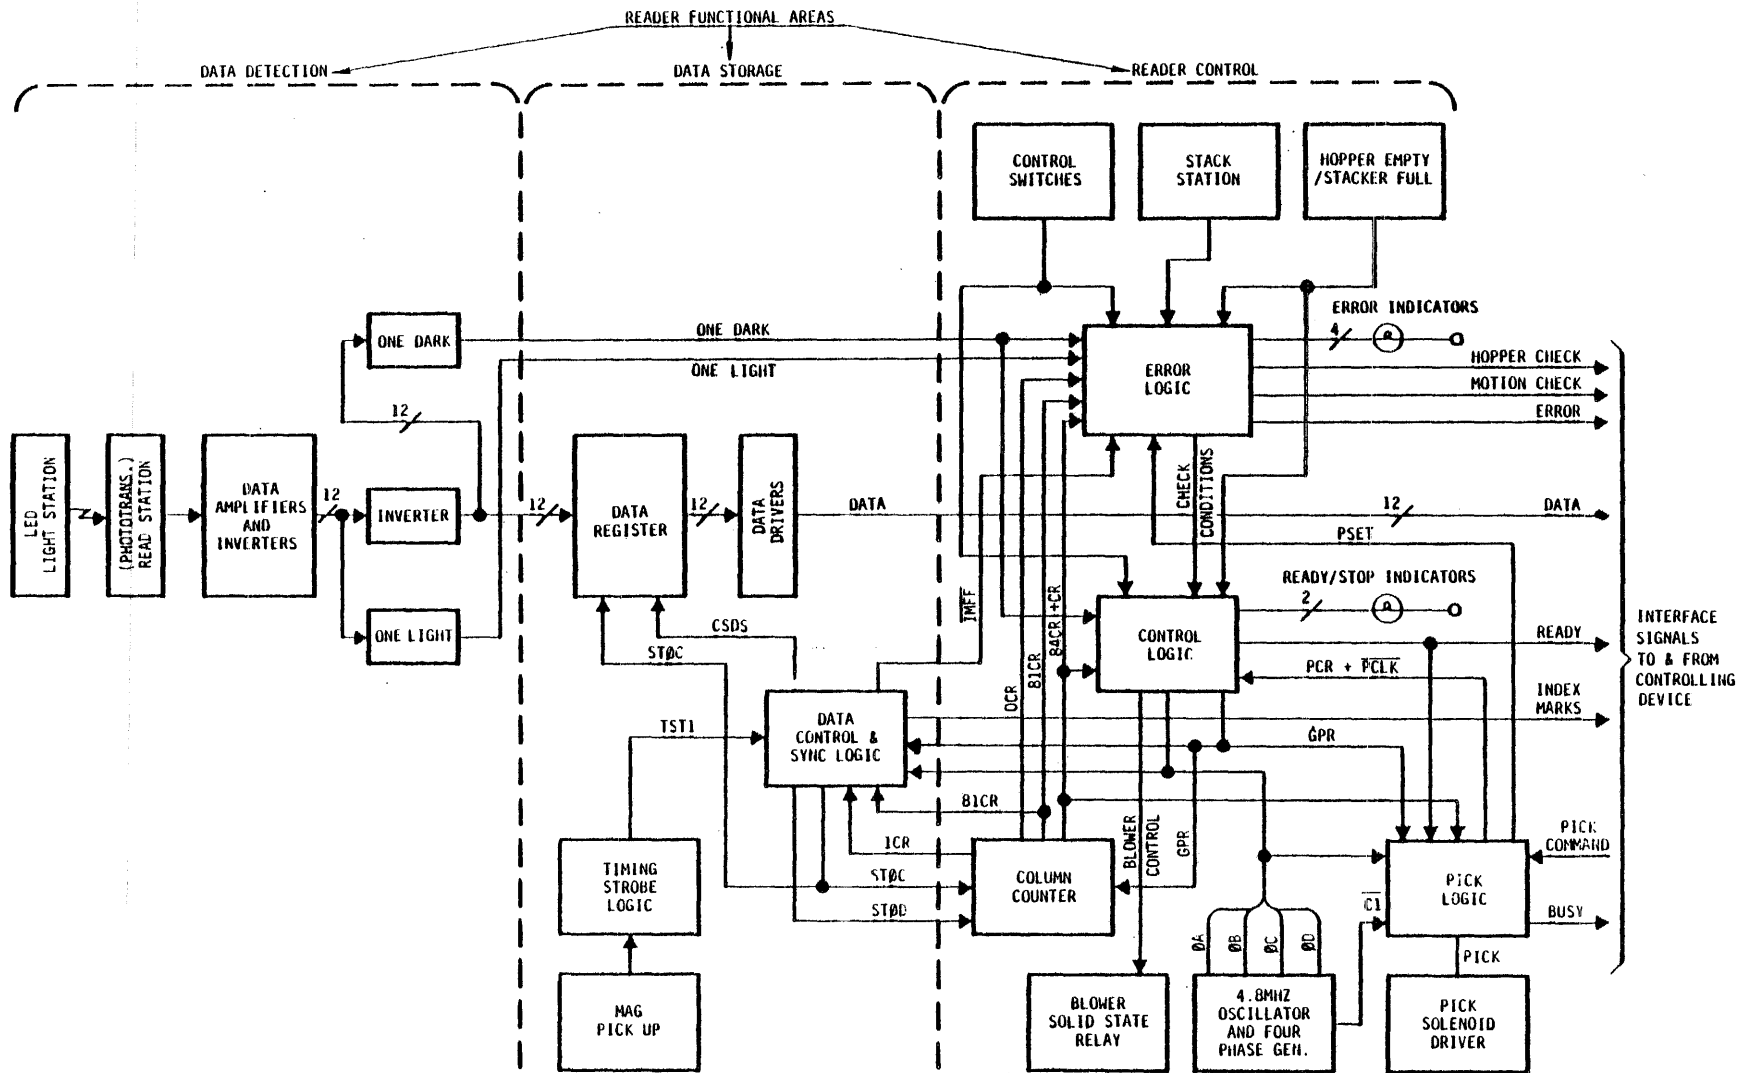 READER FUNCTIONAL AREAS
DATA DETECTION
DATA STORAGE
READER CONTROL
CONTROL
SWITCHES
STACK
STATION
HOPPER EMPTY
/STACKER FULL
ERROR INDICATORS
4
ONE DARK
ONE DARK
ONE LIGHT
ERROR
LOGIC
HOPPER CHECK
MOTION CHECK
ERROR
12
LED
LIGHT STATION
(PHOTOTRANS.)
READ STATION
DATA
AMPLIFIERS
AND
INVERTERS
12
INVERTER
12
DATA
REGISTER
12
DATA
DRIVERS
DATA
CHECK
CONDITIONS
12
DATA
PSET
READY/STOP INDICATORS
2
ONE LIGHT
CSDS
STØC
IMFF
OCR
81CR
84CR +CR
CONTROL
LOGIC
READY
PCR + PCLK
INTERFACE
SIGNALS
TO & FROM
CONTROLLING
DEVICE
INDEX
MARKS
DATA
CONTROL &
SYNC LOGIC
TST1
GPR
81CR
1CR
STØC
STØD
BLOWER
CONTROL
GPR
PICK
COMMAND
TIMING
STROBE
LOGIC
COLUMN
COUNTER
PICK
LOGIC
C1
BUSY
ØA
ØB
ØC
ØD
PICK
MAG
PICK UP
BLOWER
SOLID STATE
RELAY
4.8MHZ
OSCILLATOR
AND FOUR
PHASE GEN.
PICK
SOLENOID
DRIVER